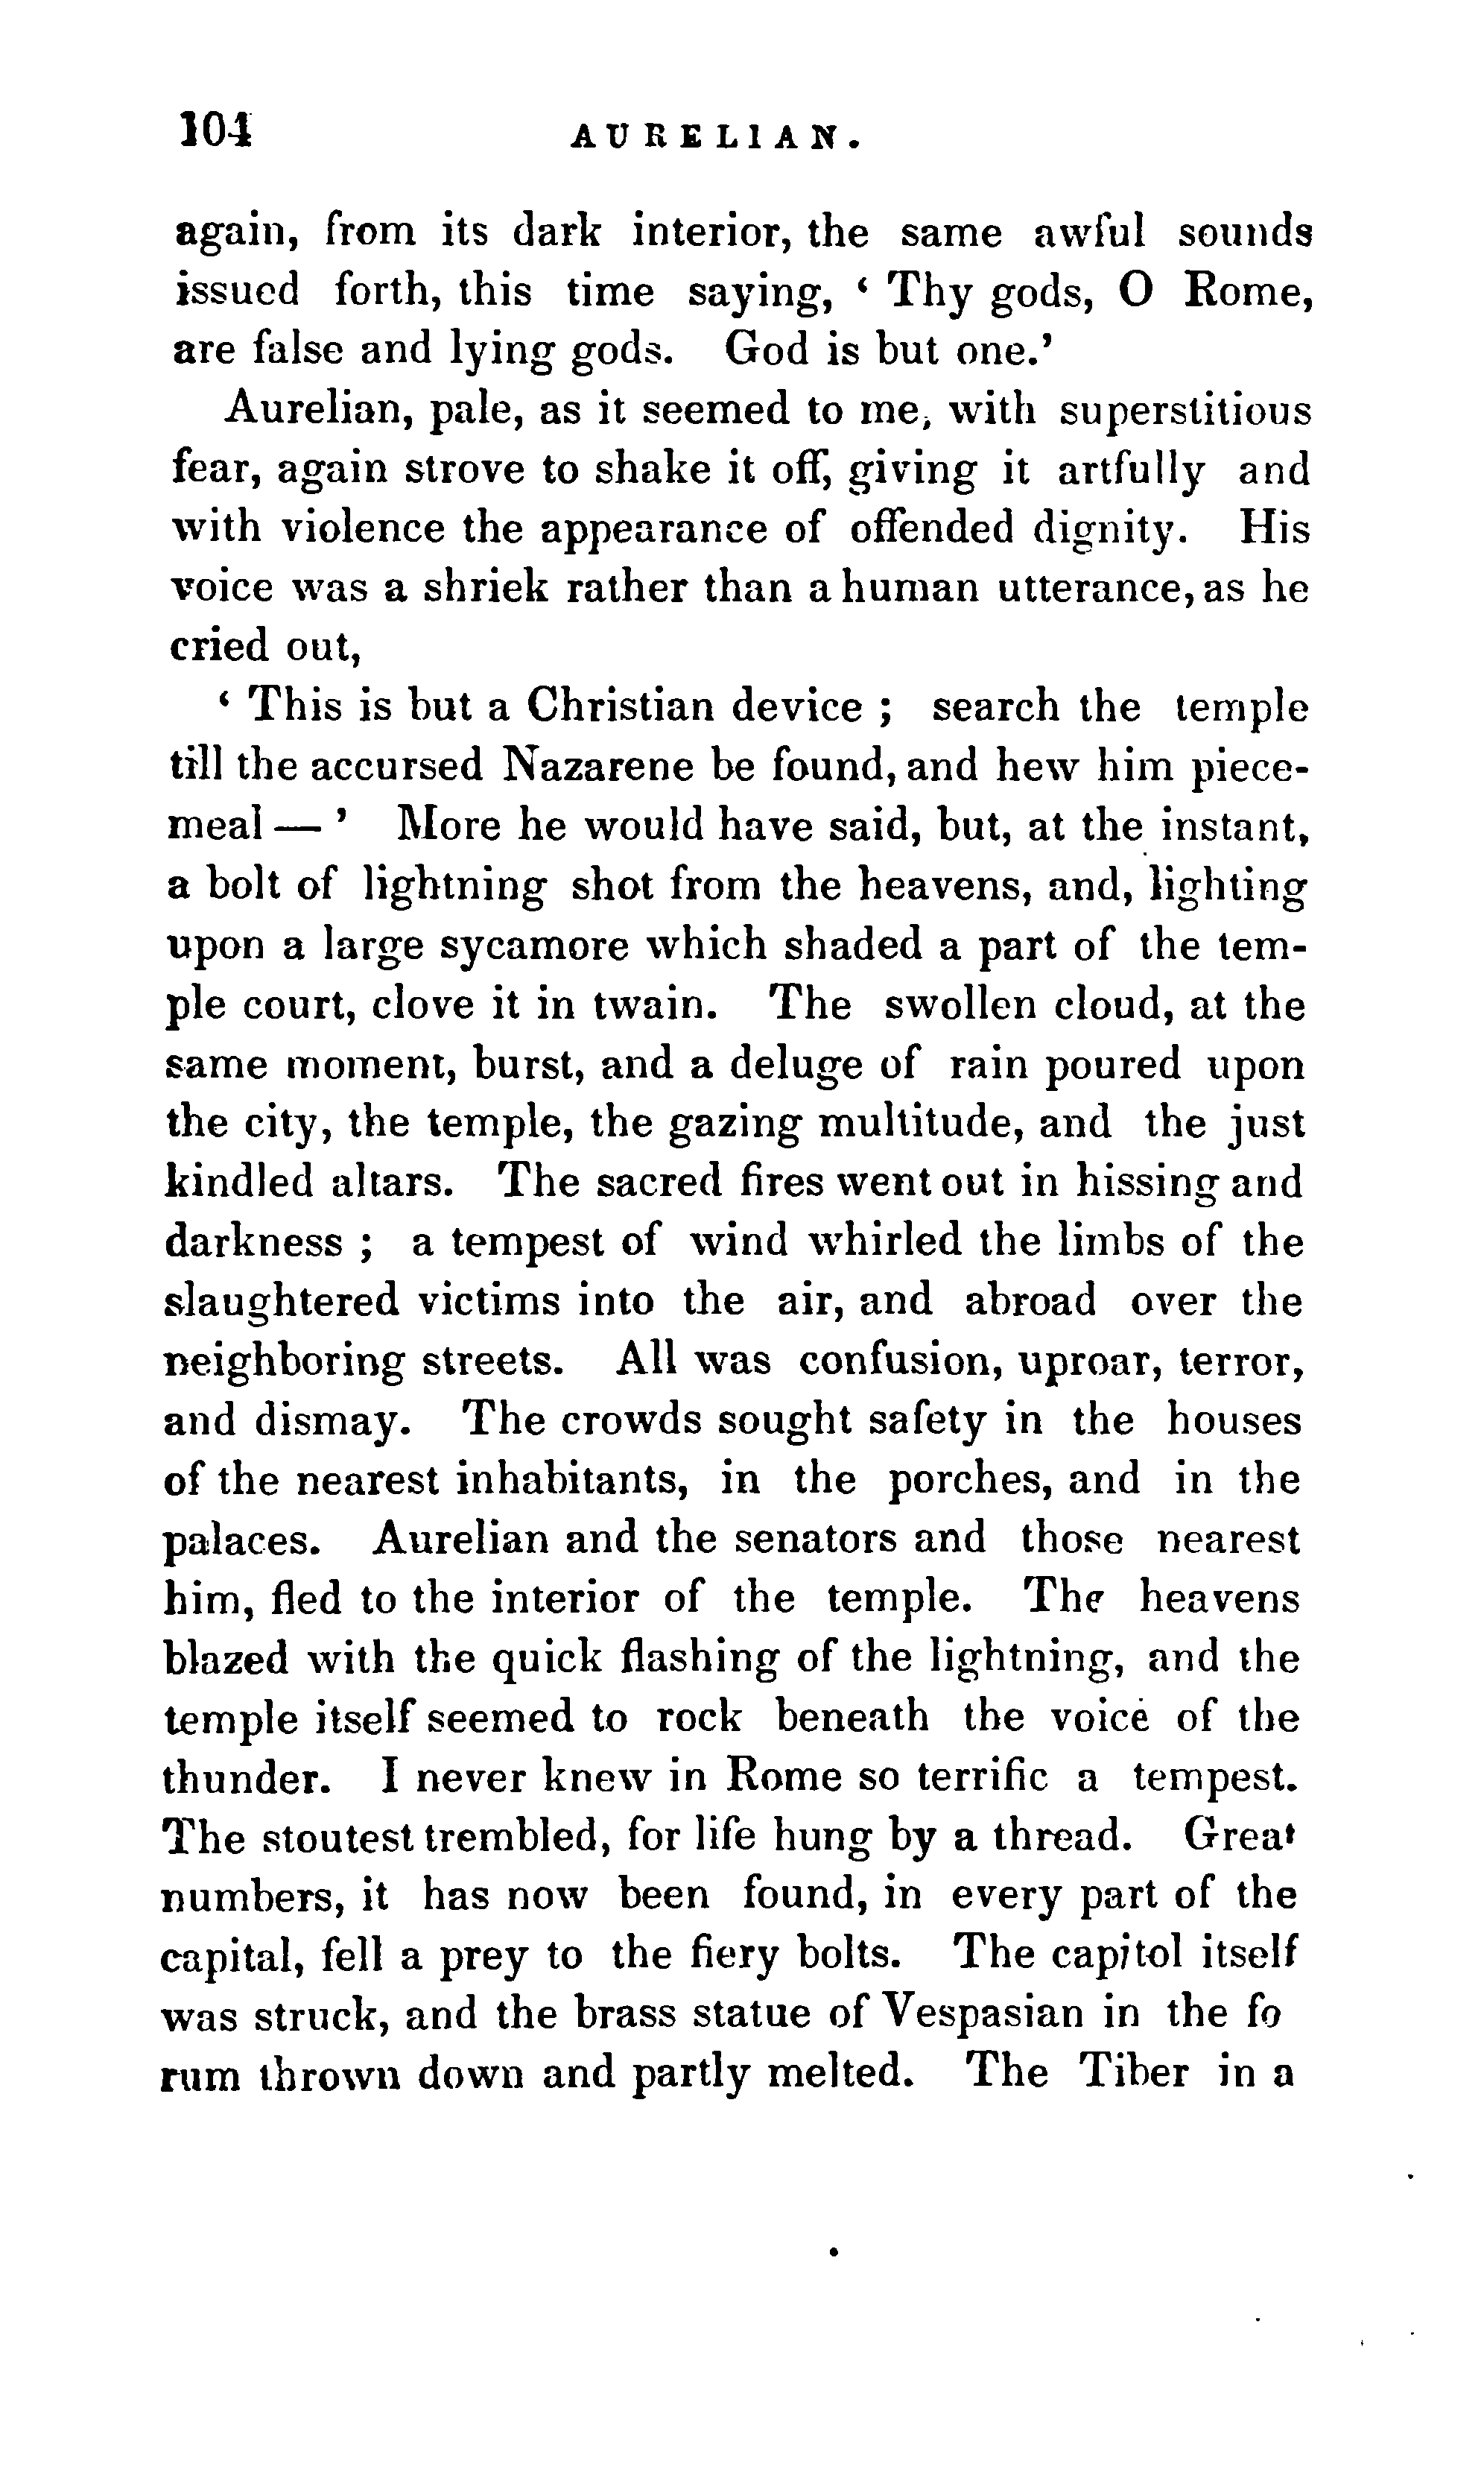 104 AURELIAN.
again, from its dark interior, the same awful sounds
issued forth, this time saying, ‘ Thy gods, O Rome,
are false and lying gods. God is but one.’
Aurelian, pale, as it seemed to me, with superstitious
fear, again strove to shake it off, giving it artfully and
with violence the appearance of offended dignity. His
voice was a shriek rather than a human utterance, as he
cried out,
‘ This is but a Christian device ; search the temple
till the accursed Nazarene be found, and hew him piece-
meal — ’ More he would have said, but, at the instant,
a bolt of lightning shot from the heavens, and, lighting
upon a large sycamore which shaded a part of the tem-
ple court, clove it in twain. The swollen cloud, at the
same moment, burst, and a deluge of rain poured upon
the city, the temple, the gazing multitude, and the just
kindled altars. The sacred fires went out in hissing and
darkness ; a tempest of wind whirled the limbs of the
slaughtered victims into the air, and abroad over the
neighboring streets. All was confusion, uproar, terror,
and dismay. The crowds sought safety in the houses
of the nearest inhabitants, in the porches, and in the
palaces. Aurelian and the senators and those nearest
him, fled to the interior of the temple. The heavens
blazed with the quick flashing of the lightning, and the
temple itself seemed to rock beneath the voice of the
thunder. I never knew in Rome so terrific a tempest.
The stoutest trembled, for life hung by a thread. Great
numbers, it has now been found, in every part of the
capital, fell a prey to the fiery bolts. The capitol itself
was struck, and the brass statue of Vespasian in the fo
rum thrown down and partly melted. The Tiber in a